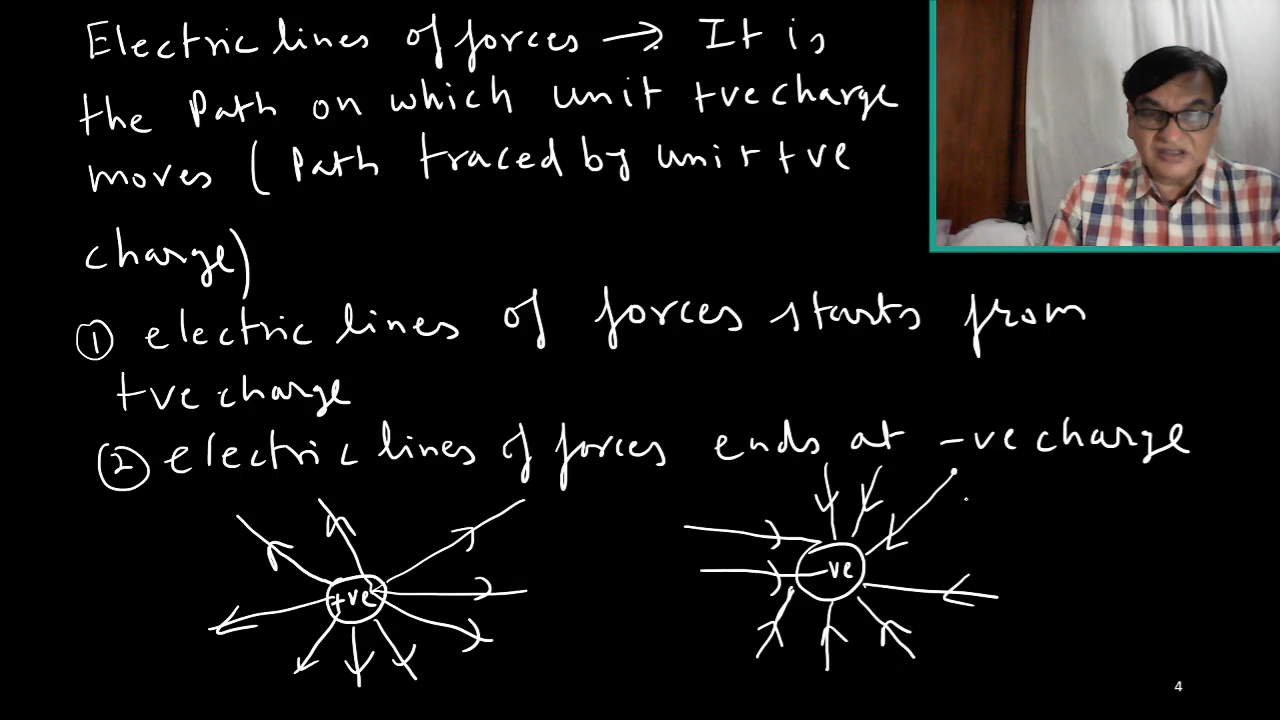 Electric lines of forces → It is
the Path on which unit +ve charge
moves (Path traced by unit +ve
charge)
① electric lines of forces starts from
+ve charge
② electric lines of forces ends at -ve charge
+ve
-ve
4